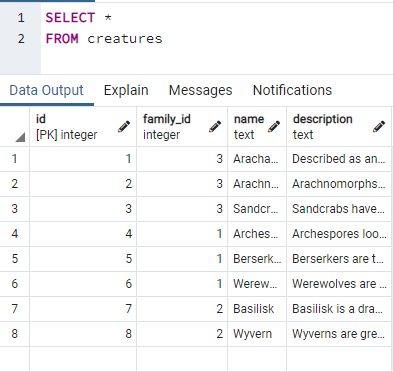 1 SELECT *
2 FROM creatures
Data Output Explain Messages Notifications
id family_id name description
[PK] integer integer text text
1 1 3 Aracha... Described as an...
2 2 3 Arachn... Arachnomorphs...
3 3 3 Sandcr... Sandcrabs have...
4 4 1 Arches... Archespores loo...
5 5 1 Berserk... Berserkers are t...
6 6 1 Werew... Werewolves are ...
7 7 2 Basilisk Basilisk is a dra...
8 8 2 Wyvern Wyverns are gre...